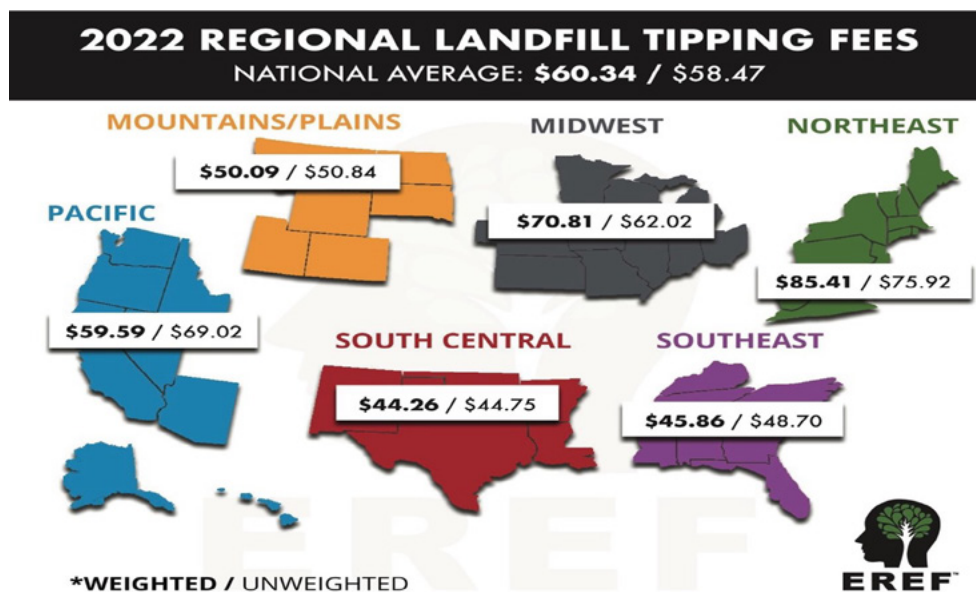 2022 REGIONAL LANDFILL TIPPING FEES
NATIONAL AVERAGE: $60.34 / $58.47
MOUNTAINS/PLAINS
$50.09 / $50.84
MIDWEST
$70.81 / $62.02
NORTHEAST
$85.41 / $75.92
PACIFIC
$59.59 / $69.02
SOUTH CENTRAL
$44.26 / $44.75
SOUTHEAST
$45.86 / $48.70
EREF
*WEIGHTED / UNWEIGHTED
EREF™